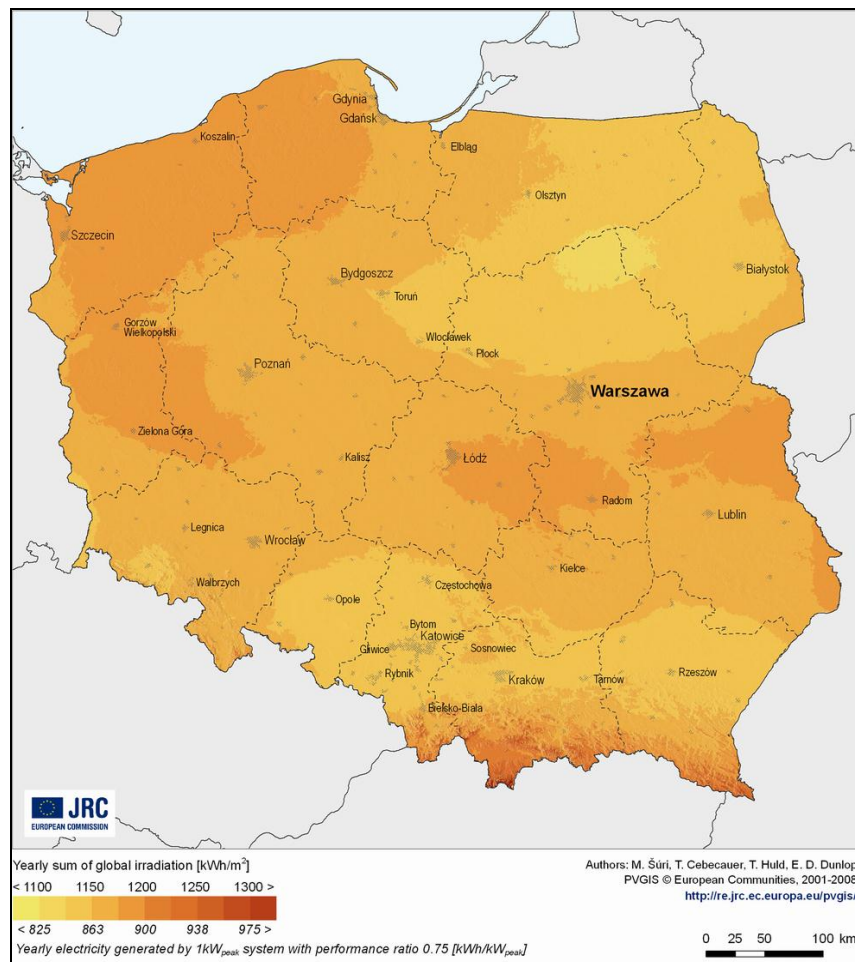 Gdynia
Gdańsk
Koszalin
Elbląg
Olsztyn
Szczecin
Białystok
Bydgoszcz
Toruń
Gorzów
Wielkopolski
Włocławek
Płock
Poznań
Warszawa
Zielona Góra
Kalisz
Łódź
Radom
Lublin
Legnica
Wrocław
Kielce
Wałbrzych
Częstochowa
Opole
Bytom
Katowice
Gliwice
Sosnowiec
Rybnik
Kraków
Tarnów
Rzeszów
Bielsko-Biała
JRC
EUROPEAN COMMISSION
Yearly sum of global irradiation [kWh/m²]
< 1100 1150 1200 1250 1300 >
< 825 863 900 938 975 >
Yearly electricity generated by 1kWpeak system with performance ratio 0.75 [kWh/kWpeak]
Authors: M. Šúri, T. Cebecauer, T. Huld, E. D. Dunlop
PVGIS © European Communities, 2001-2008
http://re.jrc.ec.europa.eu/pvgis/
0 25 50 100 km